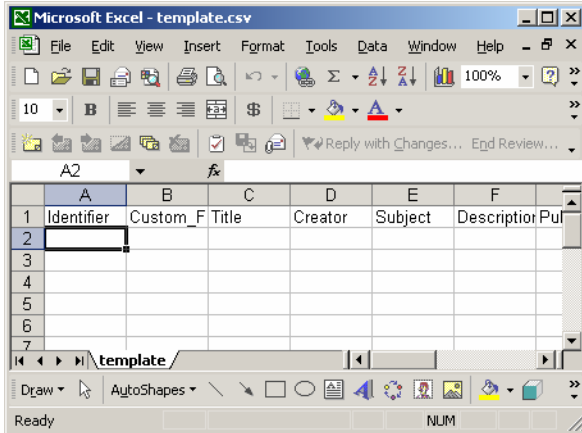 Microsoft Excel - template.csv
File Edit View Insert Format Tools Data Window Help
Σ 100%
10 B $ A
Reply with Changes... End Review...
A2 fx
A B C D E F
1 Identifier Custom_F Title Creator Subject Description Pul
2
3
4
5
6
7
template
Draw AutoShapes
Ready NUM